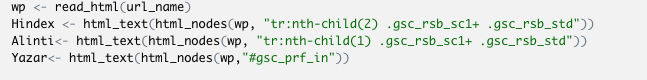 wp <- read_html(url_name)
Hindex <- html_text(html_nodes(wp, "tr:nth-child(2) .gsc_rsb_sc1+ .gsc_rsb_std"))
Alinti<- html_text(html_nodes(wp, "tr:nth-child(1) .gsc_rsb_sc1+ .gsc_rsb_std"))
Yazar<- html_text(html_nodes(wp,"#gsc_prf_in"))